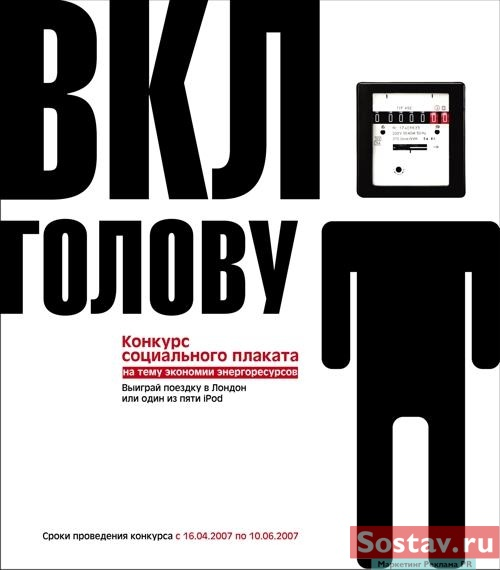 ВКЛ
ГОЛОВУ
Конкурс
социального плаката
на тему экономии энергоресурсов
Выиграй поездку в Лондон
или один из пяти iPod
Сроки проведения конкурса с 16.04.2007 по 10.06.2007
Sostav.ru
Маркетинг Реклама PR